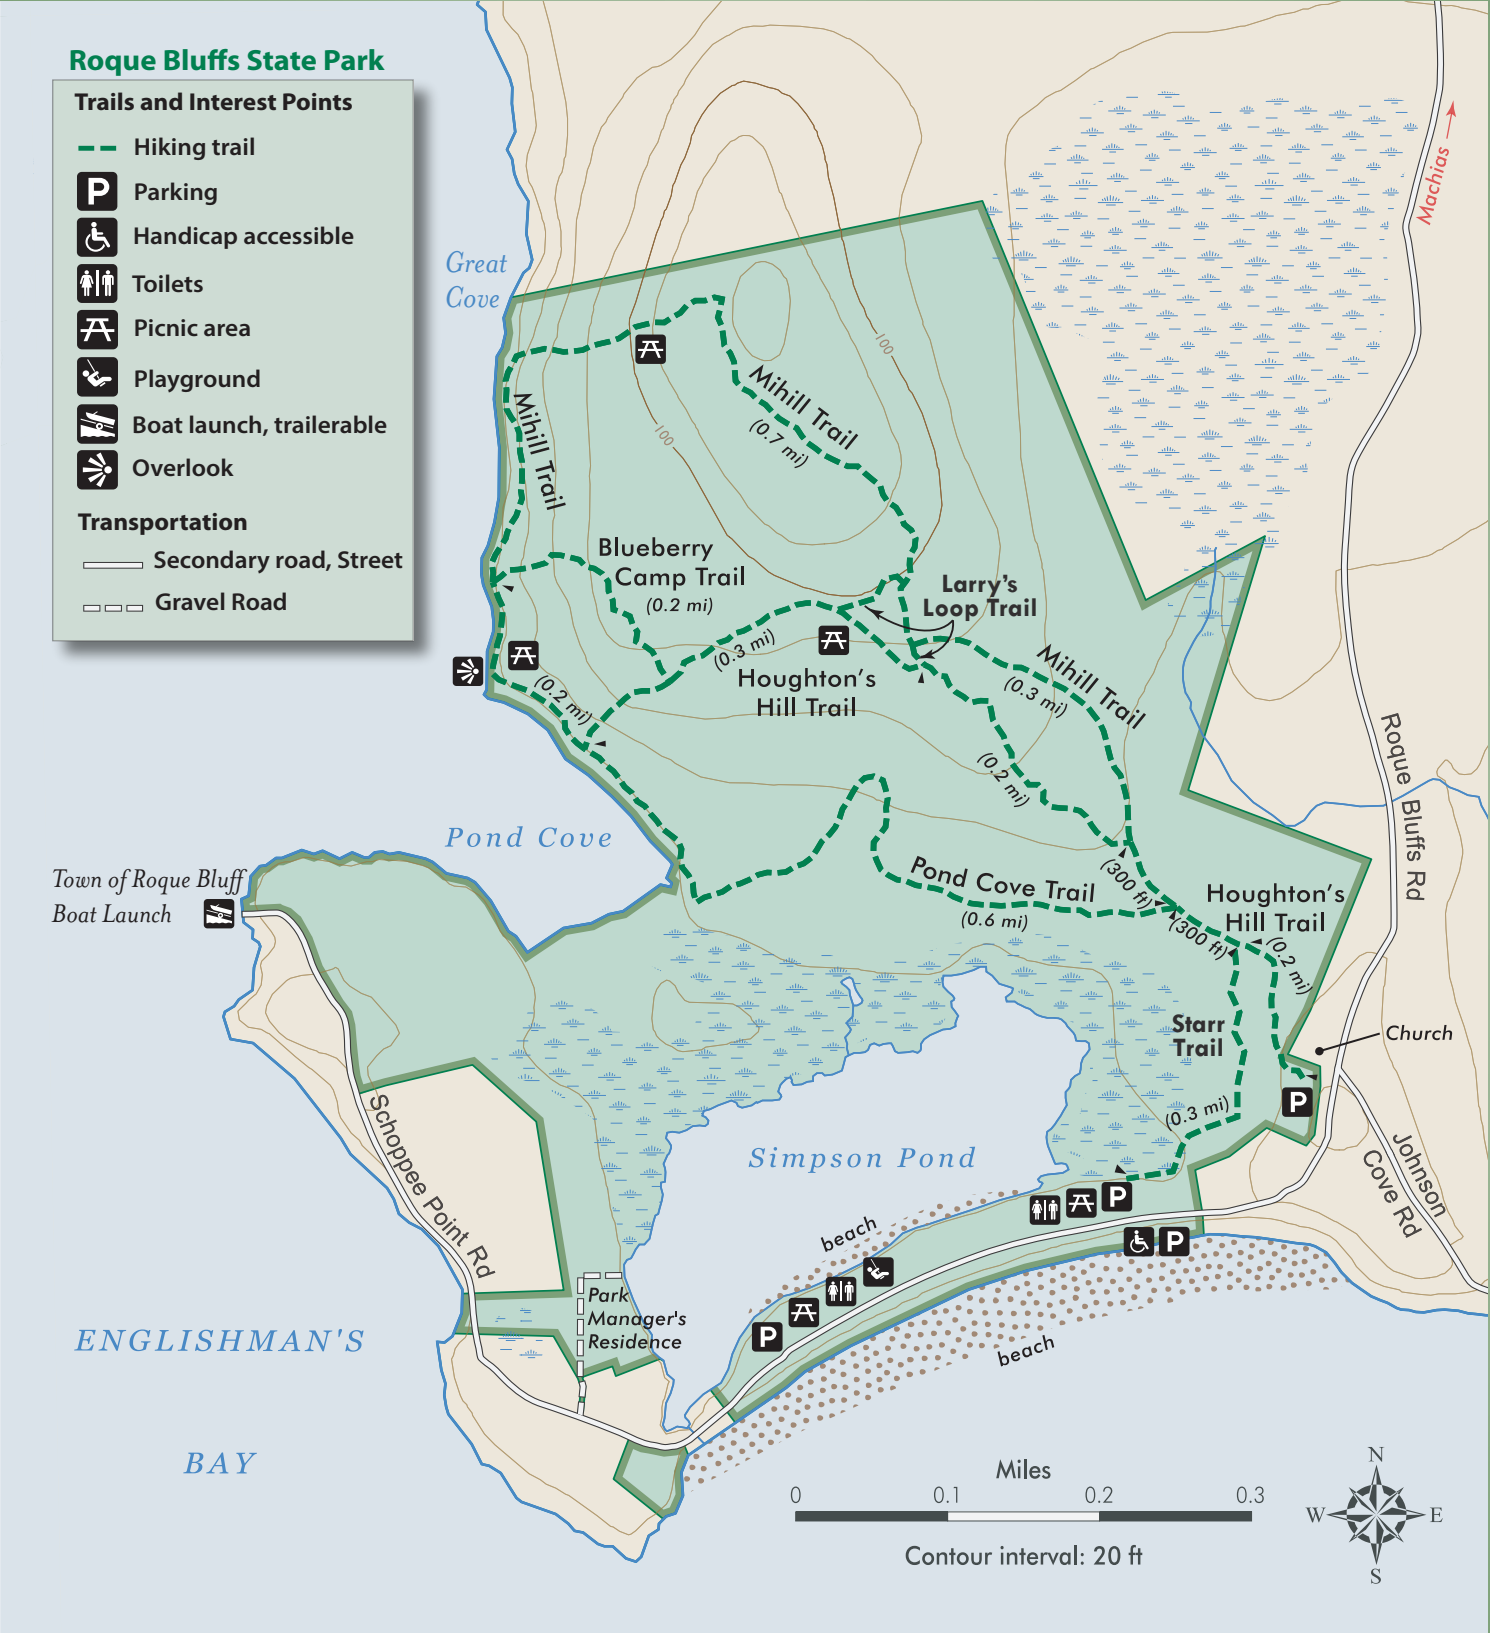 Roque Bluffs State Park
Trails and Interest Points
Hiking trail
P
Parking
Handicap accessible
Toilets
Picnic area
Playground
Boat launch, trailerable
Overlook
Transportation
Secondary road, Street
Gravel Road
Machias
Great
Cove
100
100
Mihill Trail
(0.7 mi)
Mihill Trail
Blueberry
Camp Trail
(0.2 mi)
Larry's
Loop Trail
(0.3 mi)
Houghton's
Hill Trail
Mihill Trail
(0.3 mi)
(0.2 mi)
(0.2 mi)
Roque Bluffs Rd
Pond Cove
Pond Cove Trail
(0.6 mi)
(300 ft)
(300 ft)
Houghton's
Hill Trail
(0.2 mi)
Town of Roque Bluff
Boat Launch
Starr
Trail
Church
P
(0.3 mi)
Schoppee Point Rd
Simpson Pond
Johnson
Cove Rd
P
P
beach
Park
Manager's
Residence
P
beach
ENGLISHMAN'S
BAY
Miles
0 0.1 0.2 0.3
Contour interval: 20 ft
N
W E
S